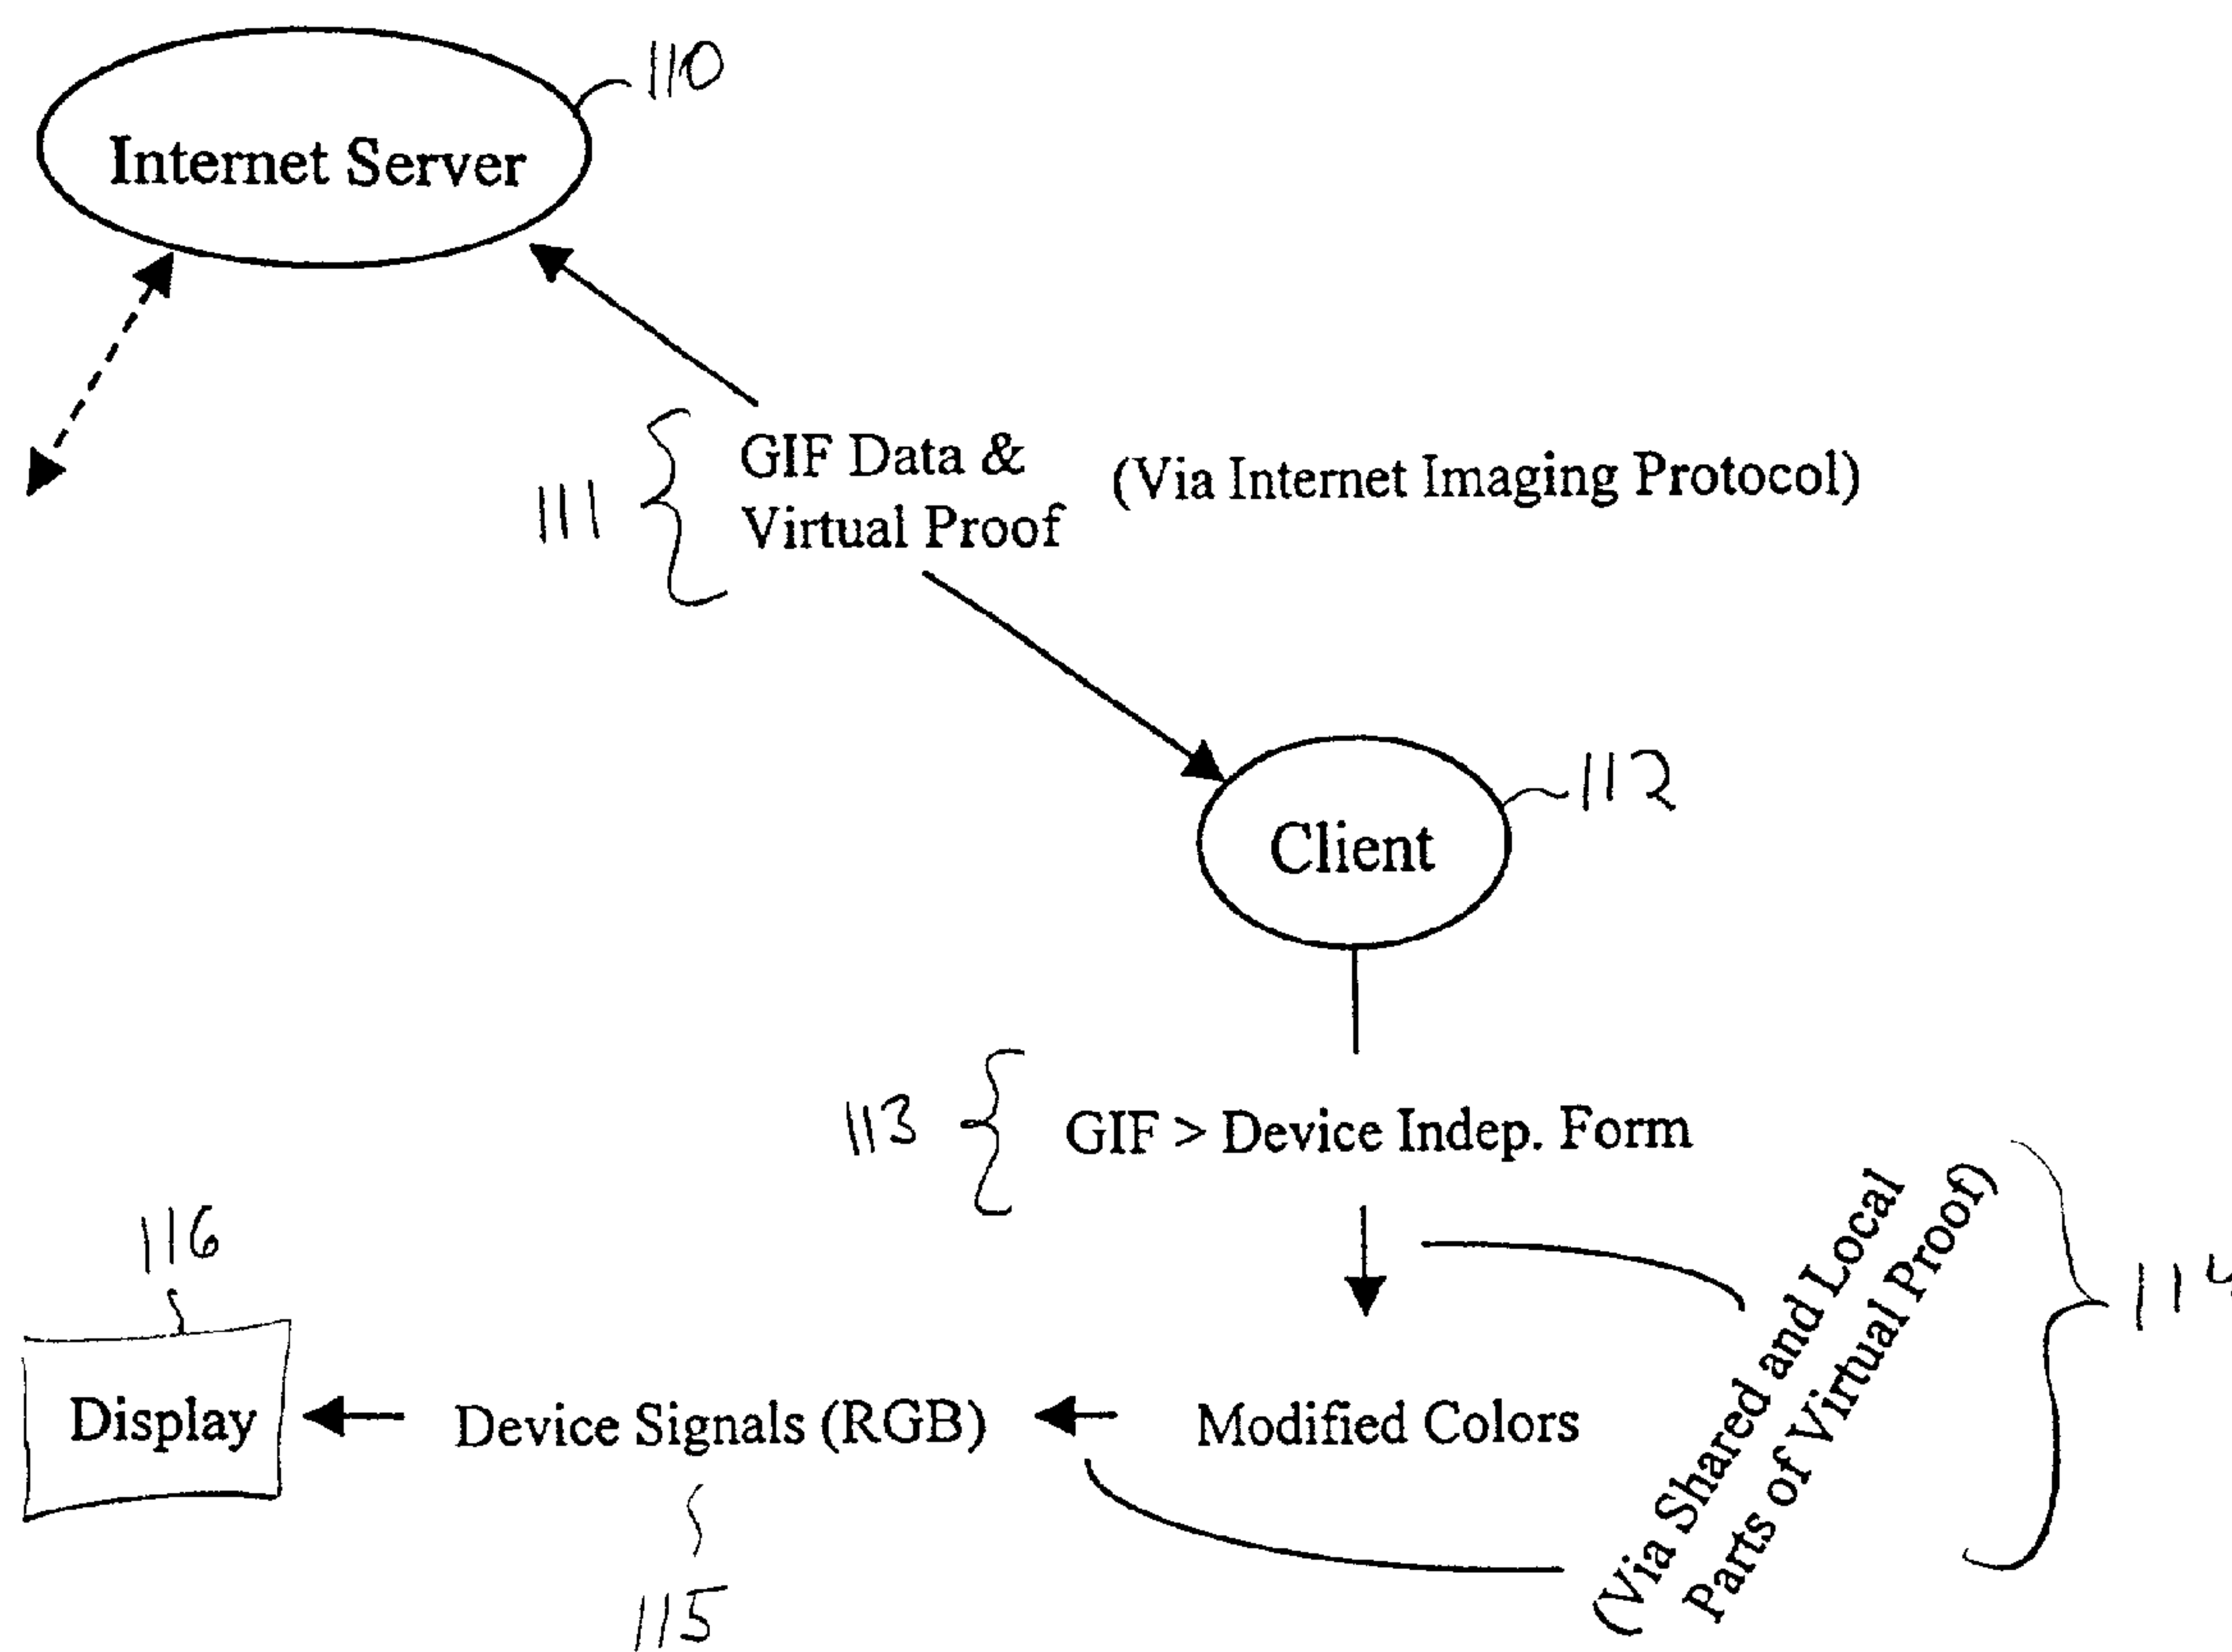 110
Internet Server
GIF Data &
Virtual Proof
(Via Internet Imaging Protocol)
111
112
Client
113
GIF > Device Indep. Form
(Via Shared and Local
Parts of Virtual Proof)
114
116
Display
Device Signals (RGB)
Modified Colors
115